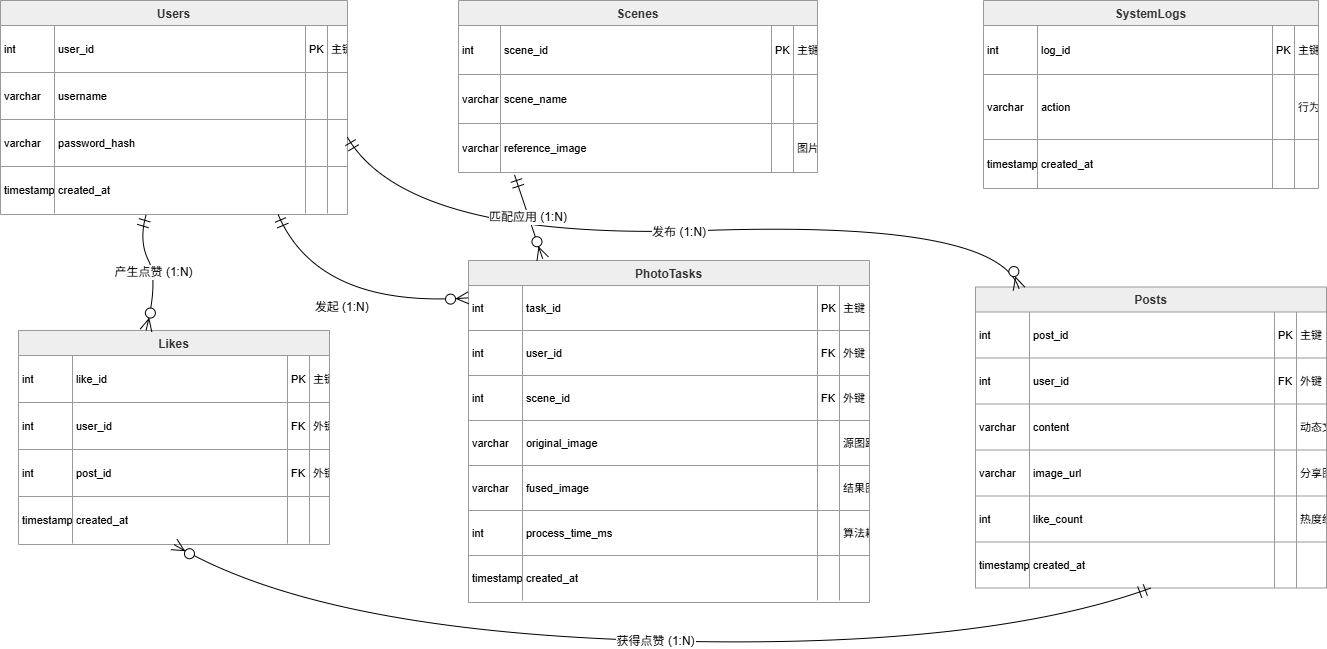 Users
int user_id PK 主键
varchar username
varchar password_hash
timestamp created_at
Scenes
int scene_id PK 主键
varchar scene_name
varchar reference_image 图片
SystemLogs
int log_id PK 主键
varchar action 行为
timestamp created_at
匹配应用 (1:N)
发布 (1:N)
产生点赞 (1:N)
发起 (1:N)
Likes
int like_id PK 主键
int user_id FK 外键
int post_id FK 外键
timestamp created_at
PhotoTasks
int task_id PK 主键
int user_id FK 外键
int scene_id FK 外键
varchar original_image 源图
varchar fused_image 结果
int process_time_ms 算法
timestamp created_at
Posts
int post_id PK 主键
int user_id FK 外键
varchar content 动态
varchar image_url 分享
int like_count 热度
timestamp created_at
获得点赞 (1:N)